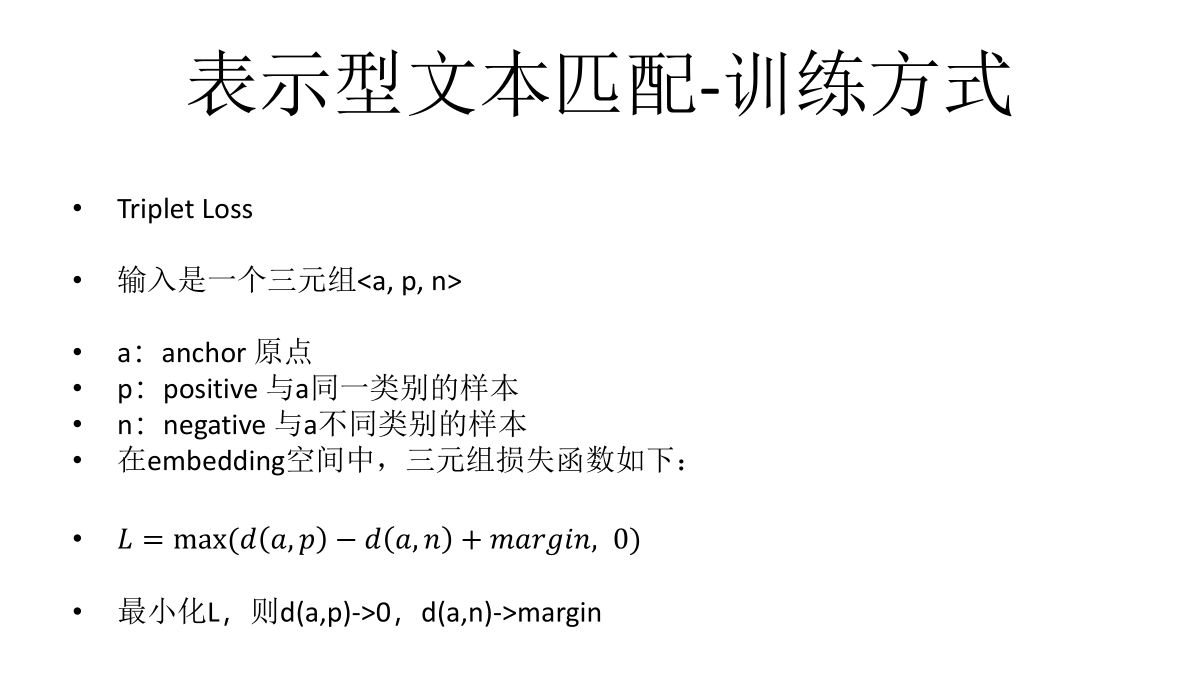 表示型文本匹配-训练方式
• Triplet Loss
• 输入是一个三元组<a, p, n>
• a：anchor 原点
• p：positive 与a同一类别的样本
• n：negative 与a不同类别的样本
• 在embedding空间中，三元组损失函数如下：
• 𝐿 = max(𝑑(𝑎, 𝑝) − 𝑑(𝑎, 𝑛) + 𝑚𝑎𝑟𝑔𝑖𝑛, 0)
• 最小化L，则d(a,p)->0，d(a,n)->margin